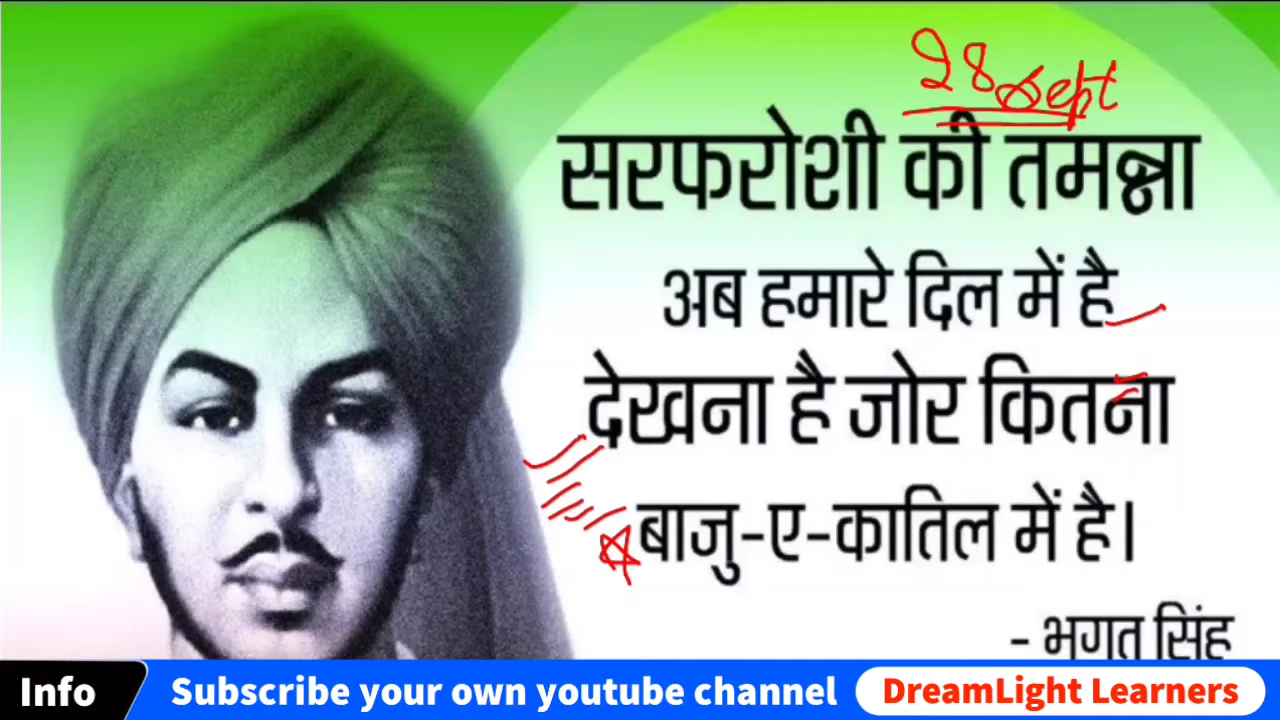 28 Sept
सरफरोशी की तमन्ना
अब हमारे दिल में है
देखना है जोर कितना
बाजु-ए-कातिल में है।
- भगत सिंह
Info Subscribe your own youtube channel DreamLight Learners